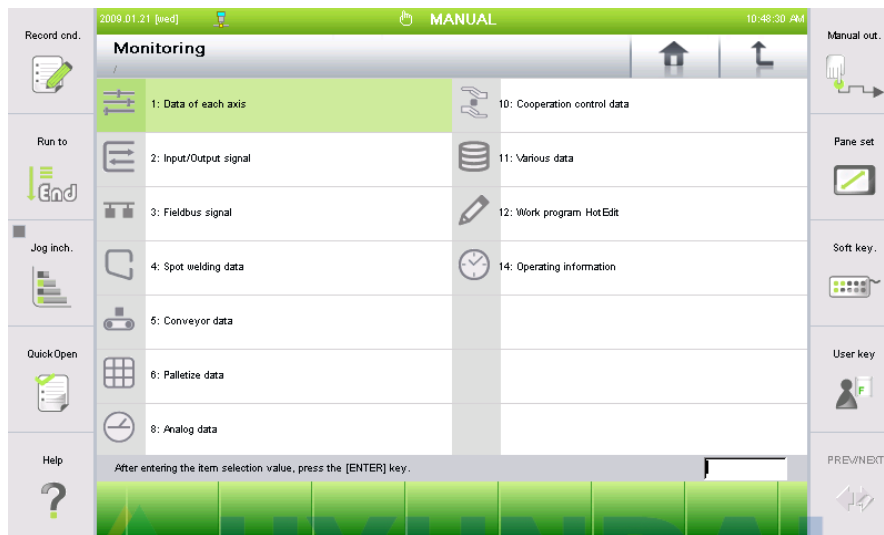 2009.01.21 [wed]
MANUAL
10:48:30 AM
Record cnd.
Run to
End
Jog inch.
QuickOpen
Help
Monitoring
/
1: Data of each axis
2: Input/Output signal
3: Fieldbus signal
4: Spot welding data
5: Conveyor data
6: Palletize data
8: Analog data
10: Cooperation control data
11: Various data
12: Work program HotEdit
14: Operating information
After entering the item selection value, press the [ENTER] key.
Manual out.
Pane set
Soft key.
User key
F
PREV/NEXT
HYUNDAI